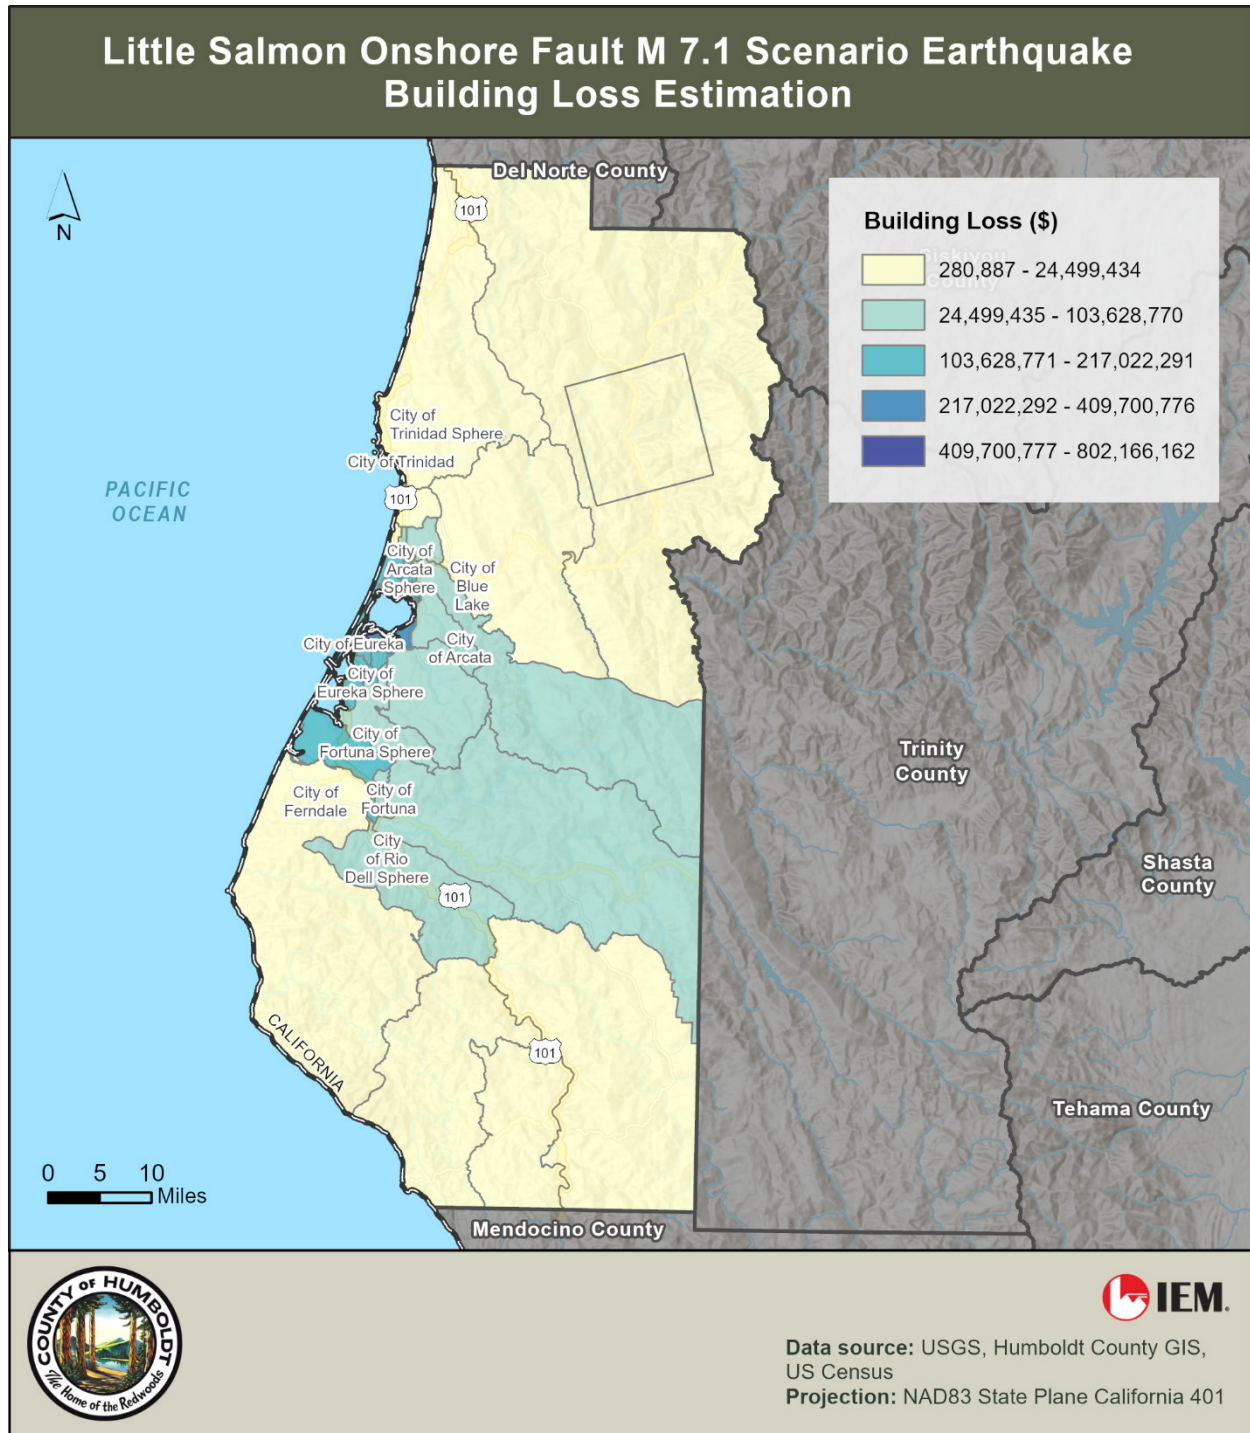 Little Salmon Onshore Fault M 7.1 Scenario Earthquake
Building Loss Estimation
Del Norte County
N
101
Building Loss ($)
Siskiyou
County
280,887 - 24,499,434
24,499,435 - 103,628,770
103,628,771 - 217,022,291
217,022,292 - 409,700,776
409,700,777 - 802,166,162
City of
Trinidad Sphere
City of Trinidad
PACIFIC
OCEAN
101
City of
Arcata
Sphere
City of
Blue
Lake
City of Eureka
City
of Arcata
City of
Eureka Sphere
City of
Fortuna Sphere
Trinity
County
City of
Ferndale
City of
Fortuna
City
of Rio
Dell Sphere
101
Shasta
County
CALIFORNIA
101
Tehama County
0 5 10
Miles
Mendocino County
COUNTY OF HUMBOLDT
The Home of the Redwoods
IEM.
Data source: USGS, Humboldt County GIS,
US Census
Projection: NAD83 State Plane California 401